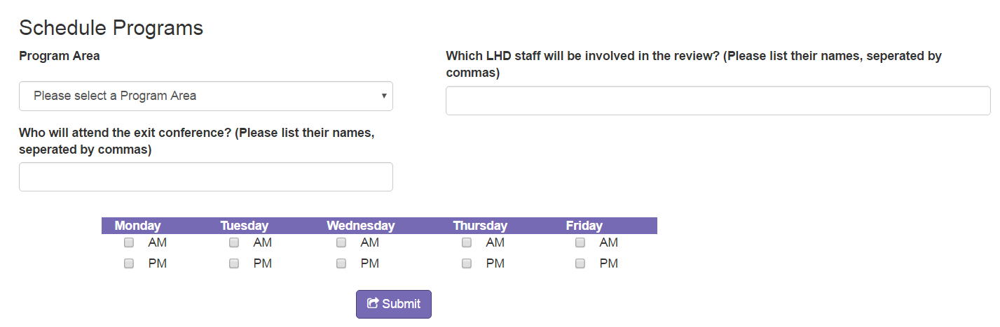 Schedule Programs
Program Area
Please select a Program Area
Which LHD staff will be involved in the review? (Please list their names, seperated by
commas)
Who will attend the exit conference? (Please list their names,
seperated by commas)
Monday Tuesday Wednesday Thursday Friday
AM AM AM AM AM
PM PM PM PM PM
Submit